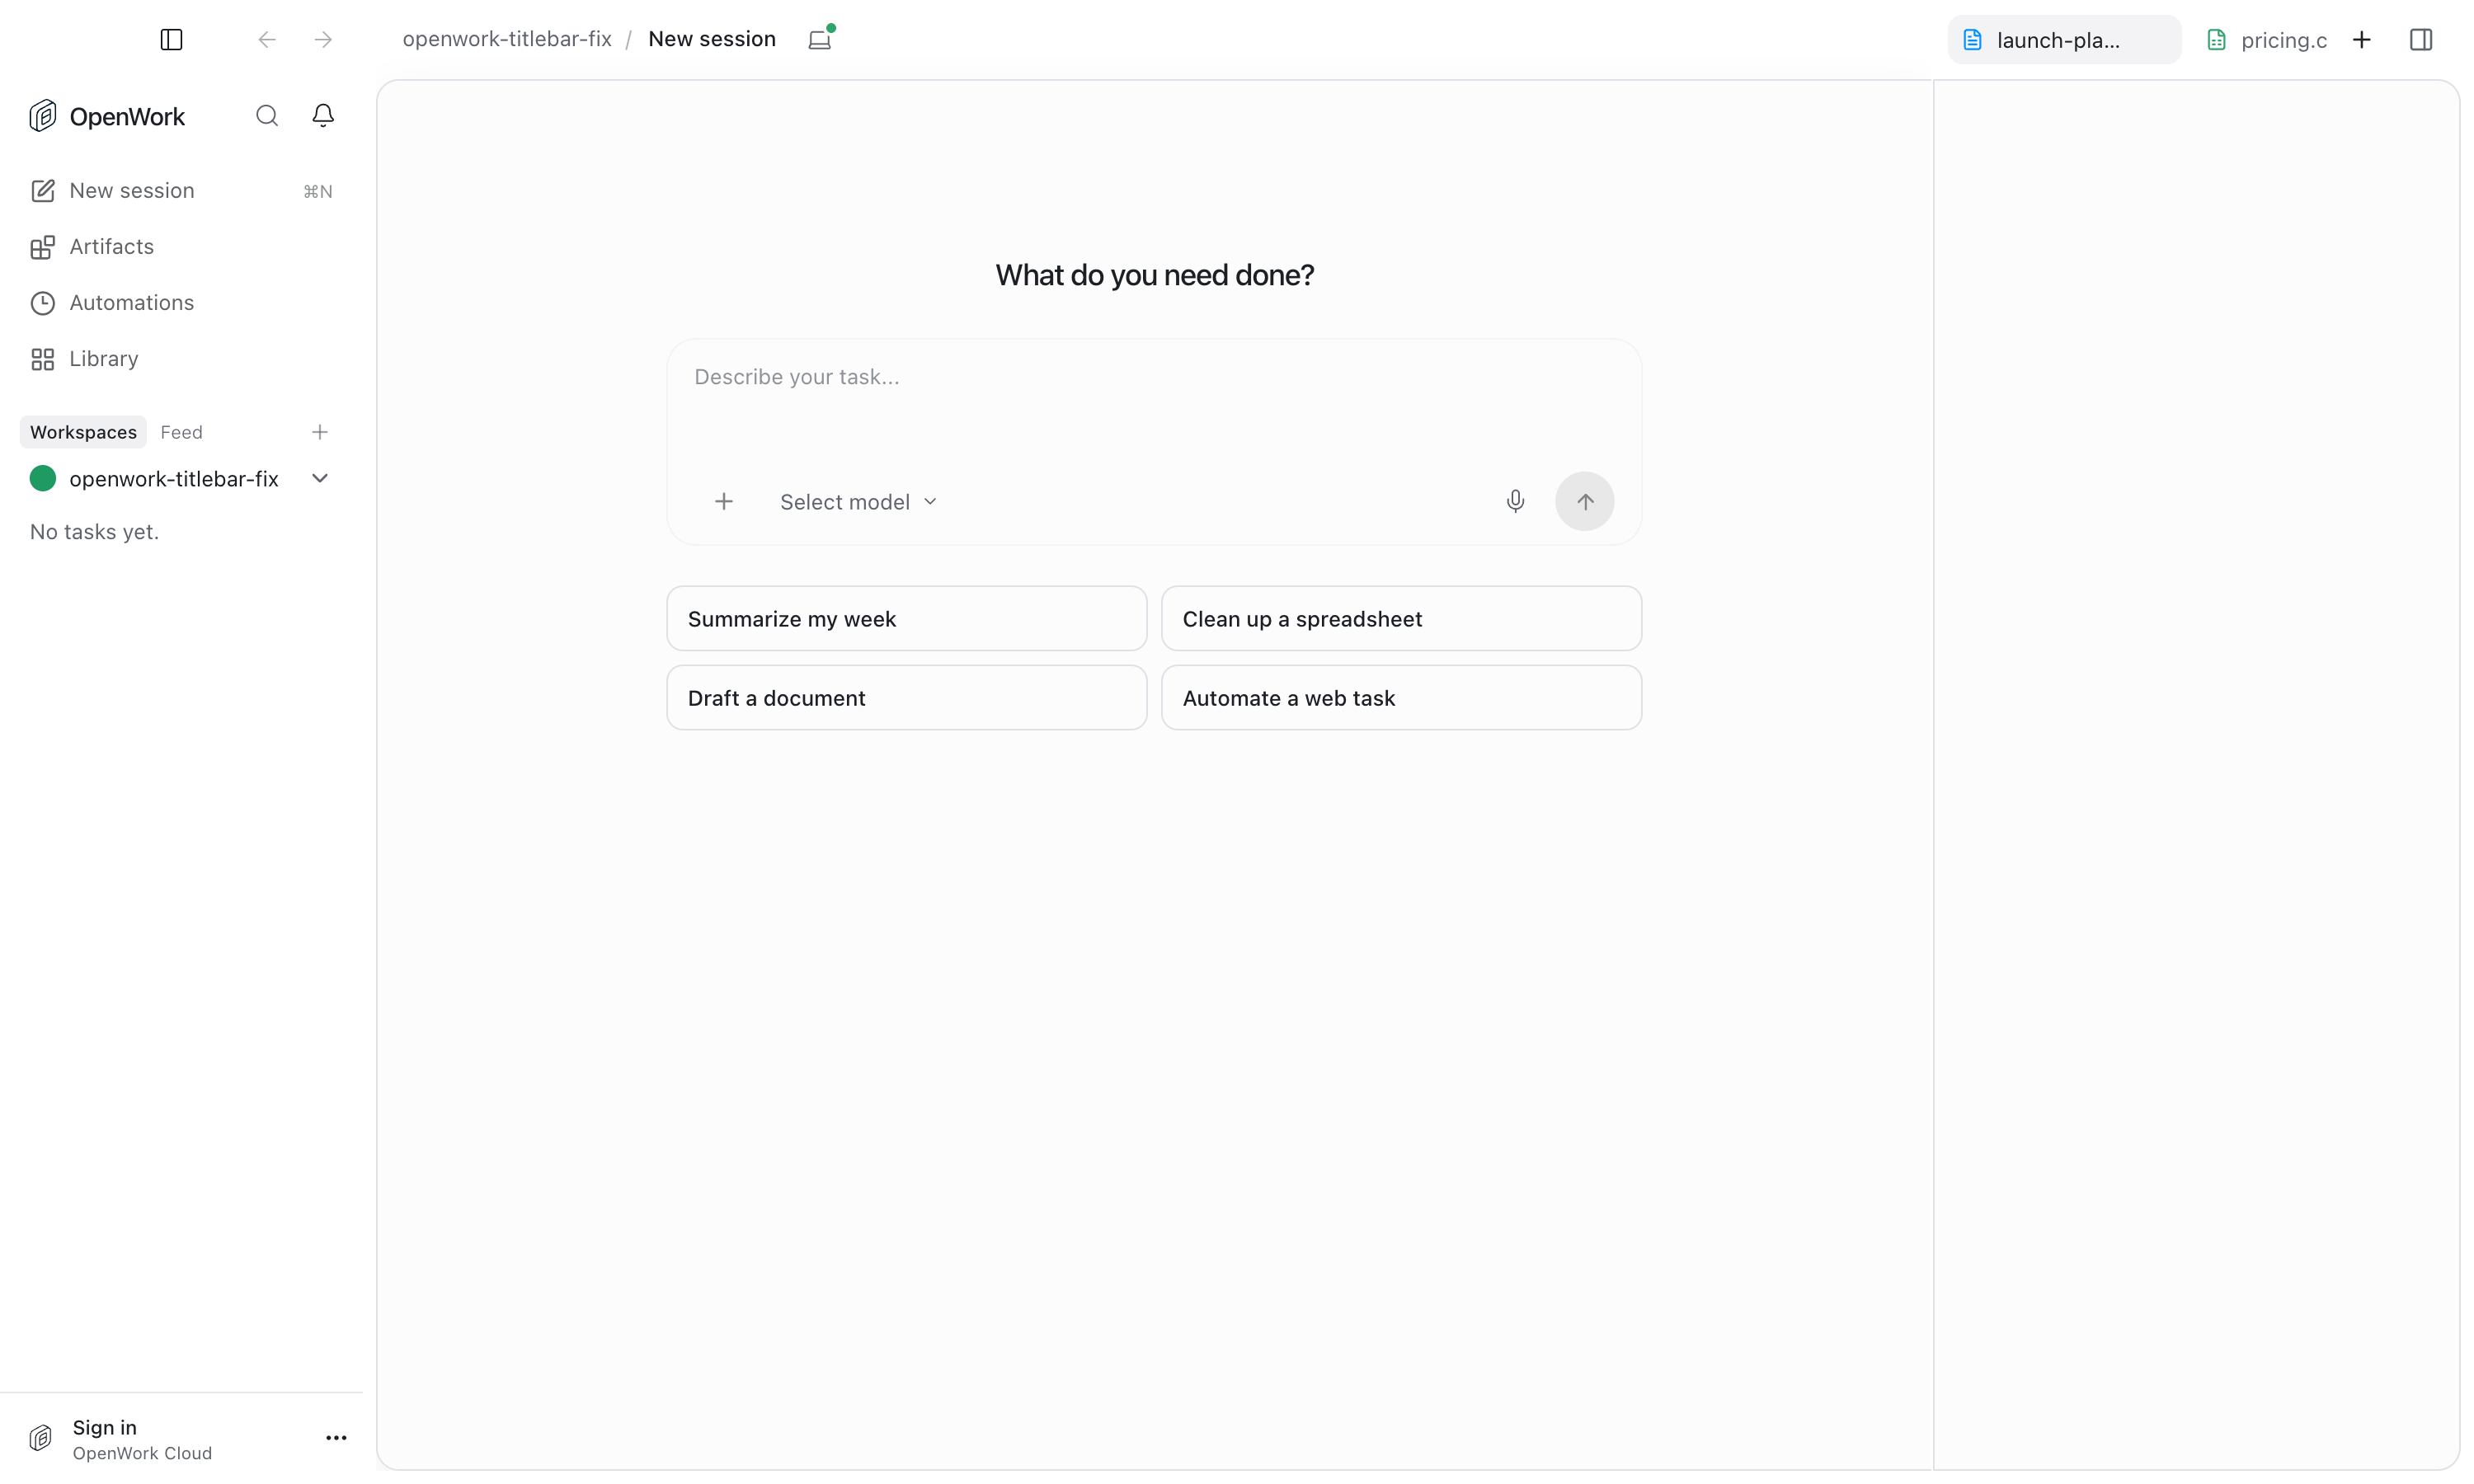 openwork-titlebar-fix / New session
launch-pla...
pricing.c
OpenWork
New session ⌘N
Artifacts
Automations
Library
Workspaces Feed
openwork-titlebar-fix
No tasks yet.
What do you need done?
Describe your task...
Select model
Summarize my week
Clean up a spreadsheet
Draft a document
Automate a web task
Sign in
OpenWork Cloud